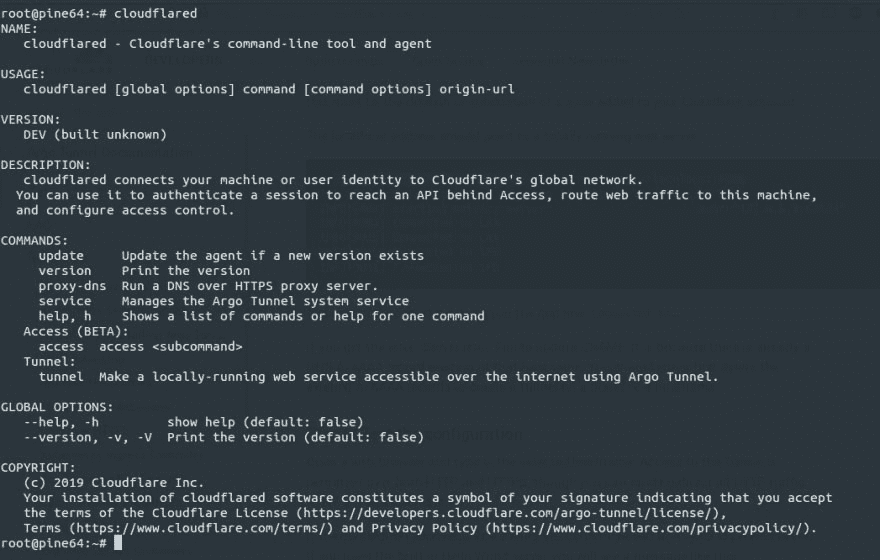 root@pine64:~# cloudflared
NAME:
   cloudflared - Cloudflare's command-line tool and agent
USAGE:
   cloudflared [global options] command [command options] origin-url
VERSION:
   DEV (built unknown)
DESCRIPTION:
   cloudflared connects your machine or user identity to Cloudflare's global network.
  You can use it to authenticate a session to reach an API behind Access, route web traffic to this machine,
  and configure access control.
COMMANDS:
     update     Update the agent if a new version exists
     version    Print the version
     proxy-dns  Run a DNS over HTTPS proxy server.
     service    Manages the Argo Tunnel system service
     help, h    Shows a list of commands or help for one command
   Access (BETA):
     access  access <subcommand>
   Tunnel:
     tunnel  Make a locally-running web service accessible over the internet using Argo Tunnel.
GLOBAL OPTIONS:
   --help, -h         show help (default: false)
   --version, -v, -V  Print the version (default: false)
COPYRIGHT:
   (c) 2019 Cloudflare Inc.
   Your installation of cloudflared software constitutes a symbol of your signature indicating that you accept
   the terms of the Cloudflare License (https://developers.cloudflare.com/argo-tunnel/license/),
   Terms (https://www.cloudflare.com/terms/) and Privacy Policy (https://www.cloudflare.com/privacypolicy/).
root@pine64:~#